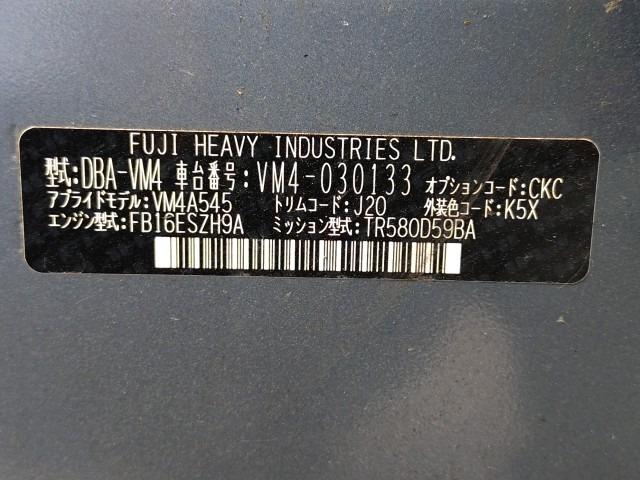 FUJI HEAVY INDUSTRIES LTD.
型式:DBA-VM4 車台番号:VM4-030133 オプションコード:CKC
アプライドモデル:VM4A545 トリムコード:J20 外装色コード:K5X
エンジン型式:FB16ESZH9A ミッション型式:TR580D59BA